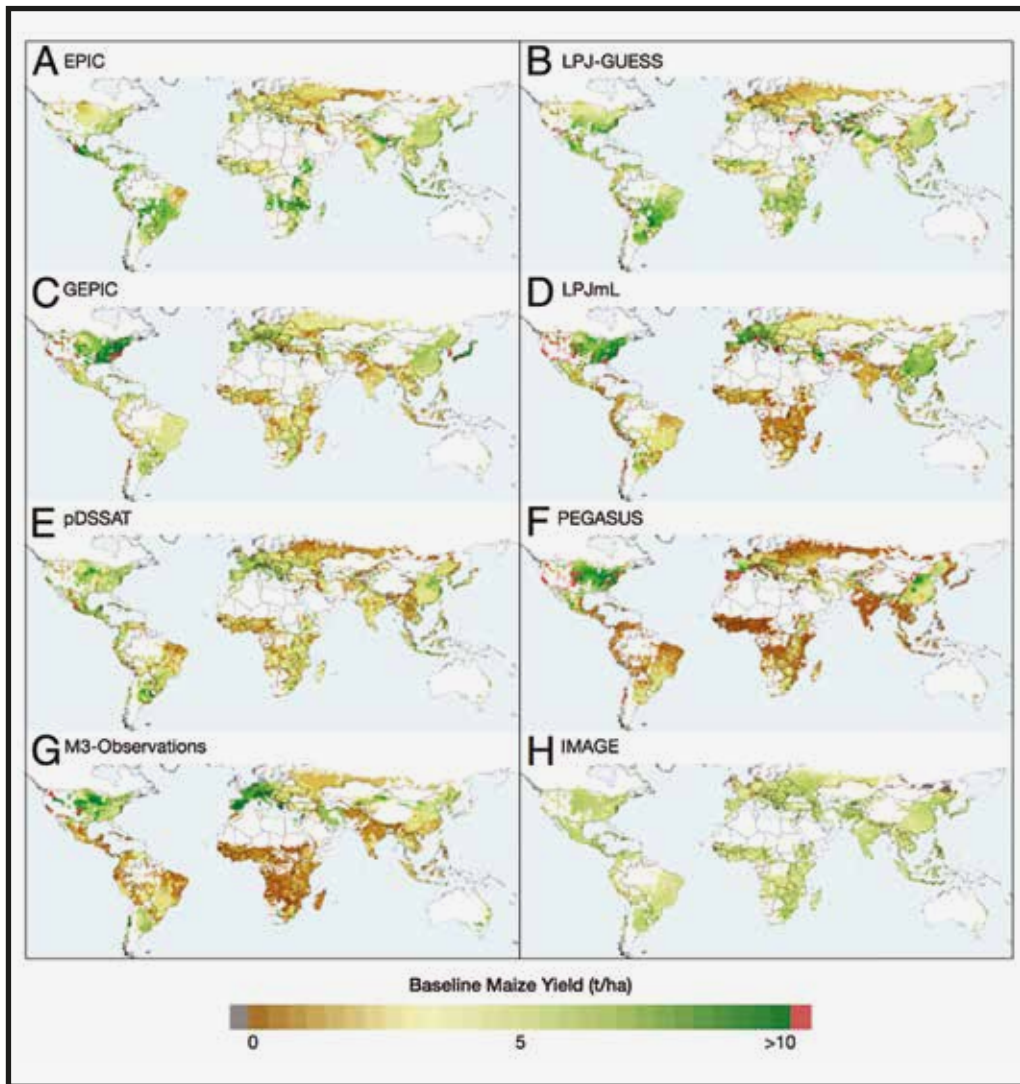 A EPIC
B LPJ-GUESS
C GEPIC
D LPJmL
E pDSSAT
F PEGASUS
G M3-Observations
H IMAGE
Baseline Maize Yield (t/ha)
0 5 >10